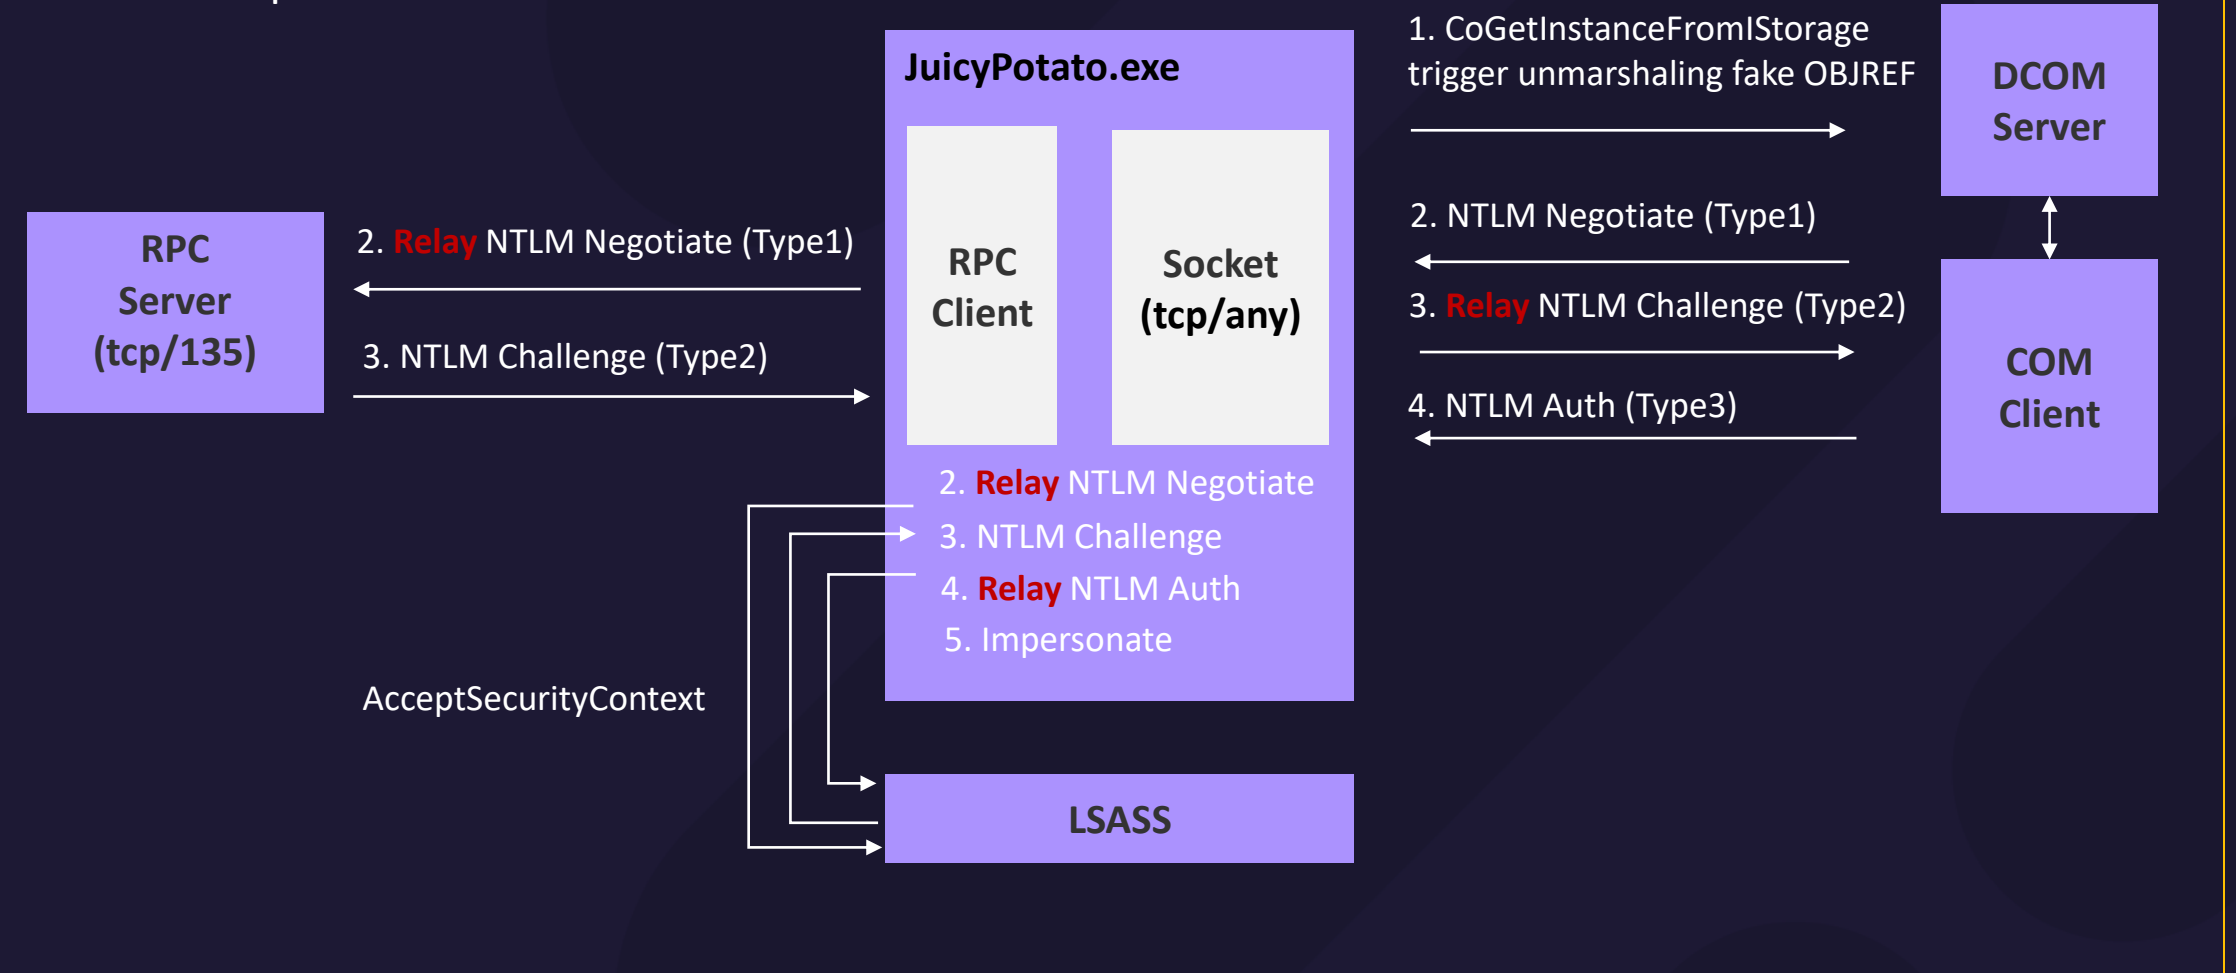 JuicyPotato.exe
1. CoGetInstanceFromIStorage
trigger unmarshaling fake OBJREF
DCOM
Server
RPC
Server
(tcp/135)
2. Relay NTLM Negotiate (Type1)
3. NTLM Challenge (Type2)
RPC
Client
Socket
(tcp/any)
2. NTLM Negotiate (Type1)
3. Relay NTLM Challenge (Type2)
4. NTLM Auth (Type3)
COM
Client
2. Relay NTLM Negotiate
3. NTLM Challenge
4. Relay NTLM Auth
5. Impersonate
AcceptSecurityContext
LSASS